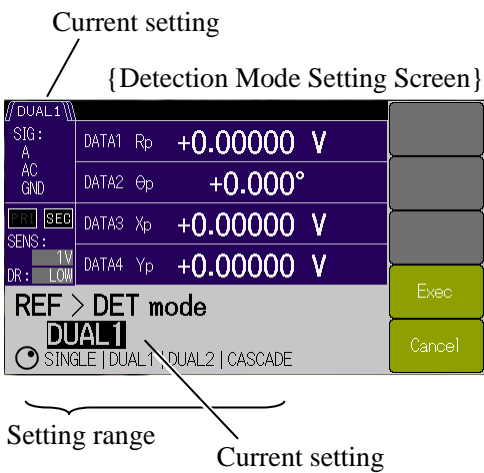 Current setting
{Detection Mode Setting Screen}
DUAL1
SIG:
A
AC
GND
PRI SEC
SENS:
1V
DR: LOW
DATA1 Rp +0.00000 V
DATA2 θp +0.000°
DATA3 Xp +0.00000 V
DATA4 Yp +0.00000 V
Exec
Cancel
REF > DET mode
DUAL1
SINGLE | DUAL1 | DUAL2 | CASCADE
Setting range
Current setting